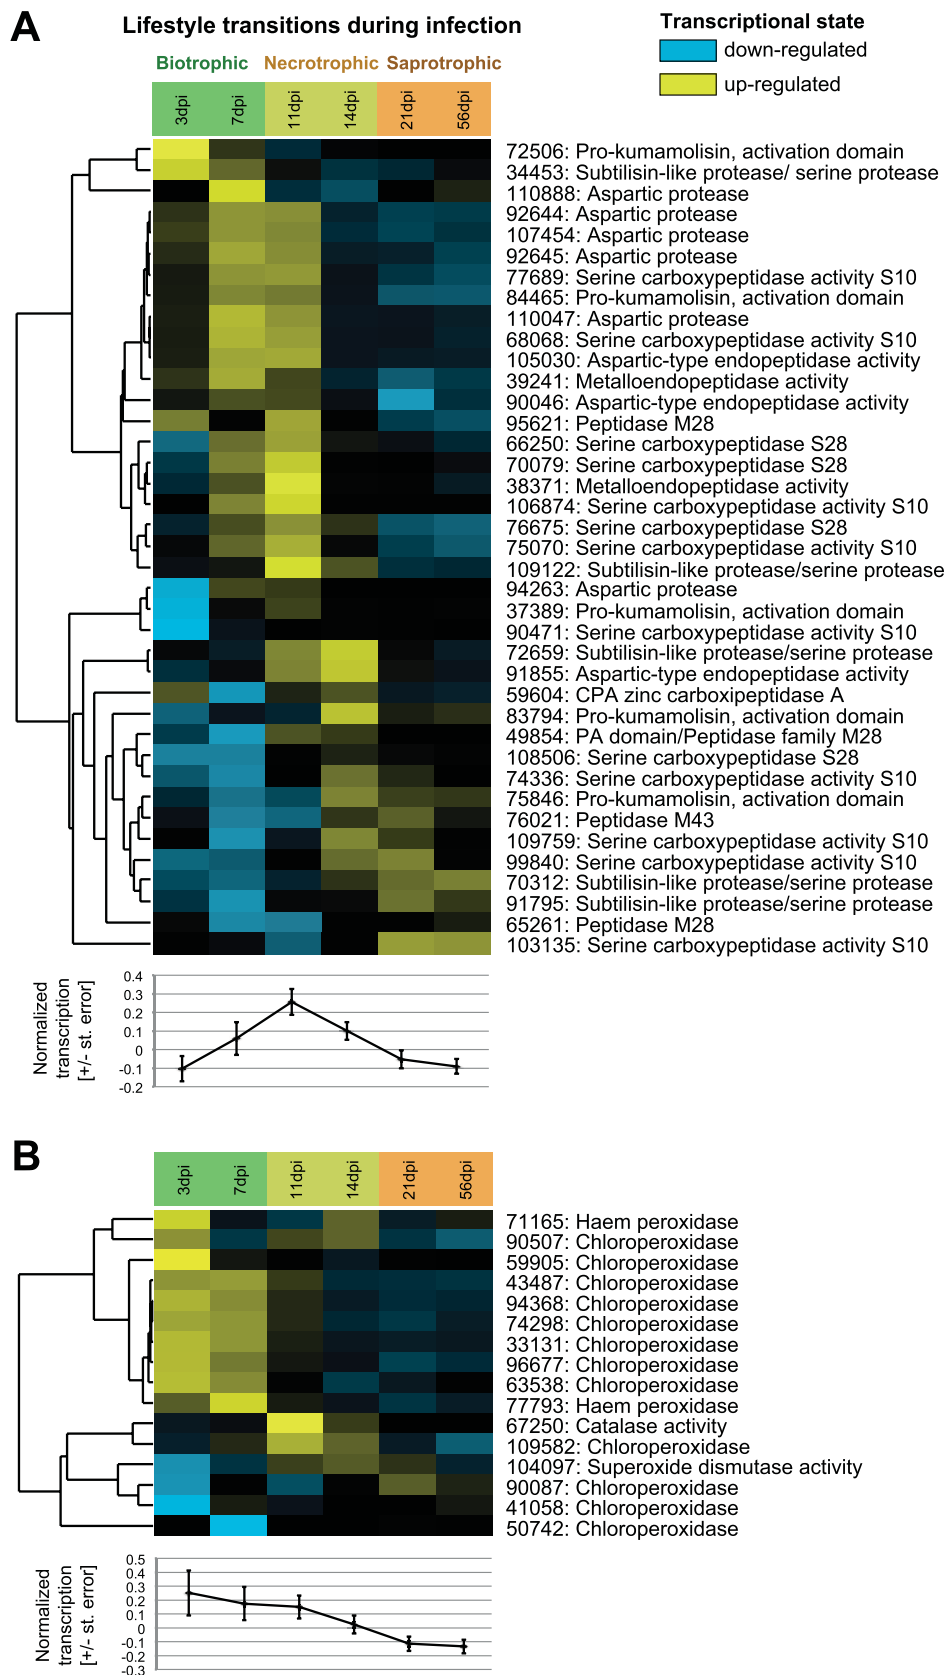 A
Lifestyle transitions during infection
Transcriptional state
down-regulated
up-regulated
Biotrophic Necrotrophic Saprotrophic
3dpi 7dpi 11dpi 14dpi 21dpi 56dpi
72506: Pro-kumamolisin, activation domain
34453: Subtilisin-like protease/ serine protease
110888: Aspartic protease
92644: Aspartic protease
107454: Aspartic protease
92645: Aspartic protease
77689: Serine carboxypeptidase activity S10
84465: Pro-kumamolisin, activation domain
110047: Aspartic protease
68068: Serine carboxypeptidase activity S10
105030: Aspartic-type endopeptidase activity
39241: Metalloendopeptidase activity
90046: Aspartic-type endopeptidase activity
95621: Peptidase M28
66250: Serine carboxypeptidase S28
70079: Serine carboxypeptidase S28
38371: Metalloendopeptidase activity
106874: Serine carboxypeptidase activity S10
76675: Serine carboxypeptidase S28
75070: Serine carboxypeptidase activity S10
109122: Subtilisin-like protease/serine protease
94263: Aspartic protease
37389: Pro-kumamolisin, activation domain
90471: Serine carboxypeptidase activity S10
72659: Subtilisin-like protease/serine protease
91855: Aspartic-type endopeptidase activity
59604: CPA zinc carboxipeptidase A
83794: Pro-kumamolisin, activation domain
49854: PA domain/Peptidase family M28
108506: Serine carboxypeptidase S28
74336: Serine carboxypeptidase activity S10
75846: Pro-kumamolisin, activation domain
76021: Peptidase M43
109759: Serine carboxypeptidase activity S10
99840: Serine carboxypeptidase activity S10
70312: Subtilisin-like protease/serine protease
91795: Subtilisin-like protease/serine protease
65261: Peptidase M28
103135: Serine carboxypeptidase activity S10
Normalized
transcription
[+/- st. error]
0.4
0.3
0.2
0.1
0
-0.1
-0.2
B
3dpi 7dpi 11dpi 14dpi 21dpi 56dpi
71165: Haem peroxidase
90507: Chloroperoxidase
59905: Chloroperoxidase
43487: Chloroperoxidase
94368: Chloroperoxidase
74298: Chloroperoxidase
33131: Chloroperoxidase
96677: Chloroperoxidase
63538: Chloroperoxidase
77793: Haem peroxidase
67250: Catalase activity
109582: Chloroperoxidase
104097: Superoxide dismutase activity
90087: Chloroperoxidase
41058: Chloroperoxidase
50742: Chloroperoxidase
Normalized
transcription
[+/- st. error]
0.5
0.4
0.3
0.2
0.1
0
-0.1
-0.2
-0.3